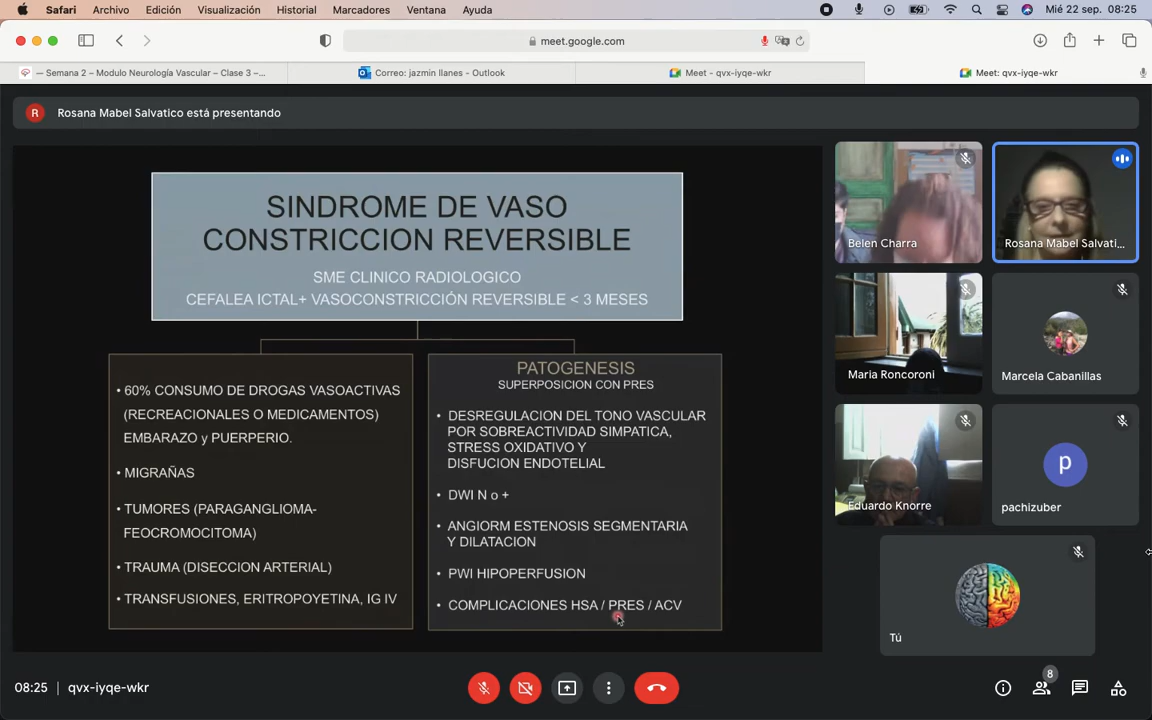 Safari Archivo Edición Visualización Historial Marcadores Ventana Ayuda Mié 22 sep. 08:25
meet.google.com
— Semana 2 – Modulo Neurología Vascular – Clase 3 –...
Correo: jazmin llanes - Outlook
Meet - qvx-iyqe-wkr
Meet: qvx-iyqe-wkr
R
Rosana Mabel Salvatico está presentando
SINDROME DE VASO
CONSTRICCION REVERSIBLE
SME CLINICO RADIOLOGICO
CEFALEA ICTAL+ VASOCONSTRICCIÓN REVERSIBLE < 3 MESES
• 60% CONSUMO DE DROGAS VASOACTIVAS
(RECREACIONALES O MEDICAMENTOS)
EMBARAZO y PUERPERIO.
• MIGRAÑAS
• TUMORES (PARAGANGLIOMA-
FEOCROMOCITOMA)
• TRAUMA (DISECCION ARTERIAL)
• TRANSFUSIONES, ERITROPOYETINA, IG IV
PATOGENESIS
SUPERPOSICION CON PRES
• DESREGULACION DEL TONO VASCULAR
POR SOBREACTIVIDAD SIMPATICA,
STRESS OXIDATIVO Y
DISFUCION ENDOTELIAL
• DWI N o +
• ANGIORM ESTENOSIS SEGMENTARIA
Y DILATACION
• PWI HIPOPERFUSION
• COMPLICACIONES HSA / PRES / ACV
Belen Charra
Rosana Mabel Salvati...
Maria Roncoroni
Marcela Cabanillas
Eduardo Knorre
p
pachizuber
Tú
08:25 | qvx-iyqe-wkr
8